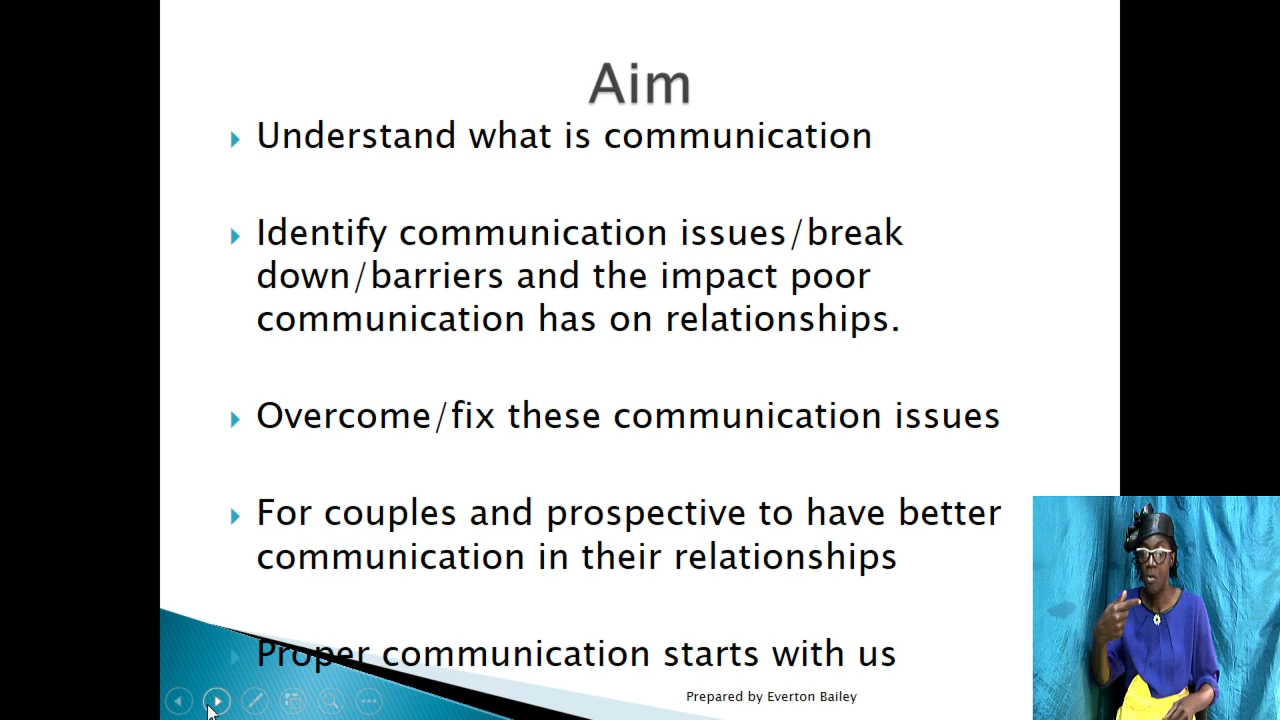 Aim
Understand what is communication
Identify communication issues/break
down/barriers and the impact poor
communication has on relationships.
Overcome/fix these communication issues
For couples and prospective to have better
communication in their relationships
Proper communication starts with us
Prepared by Everton Bailey